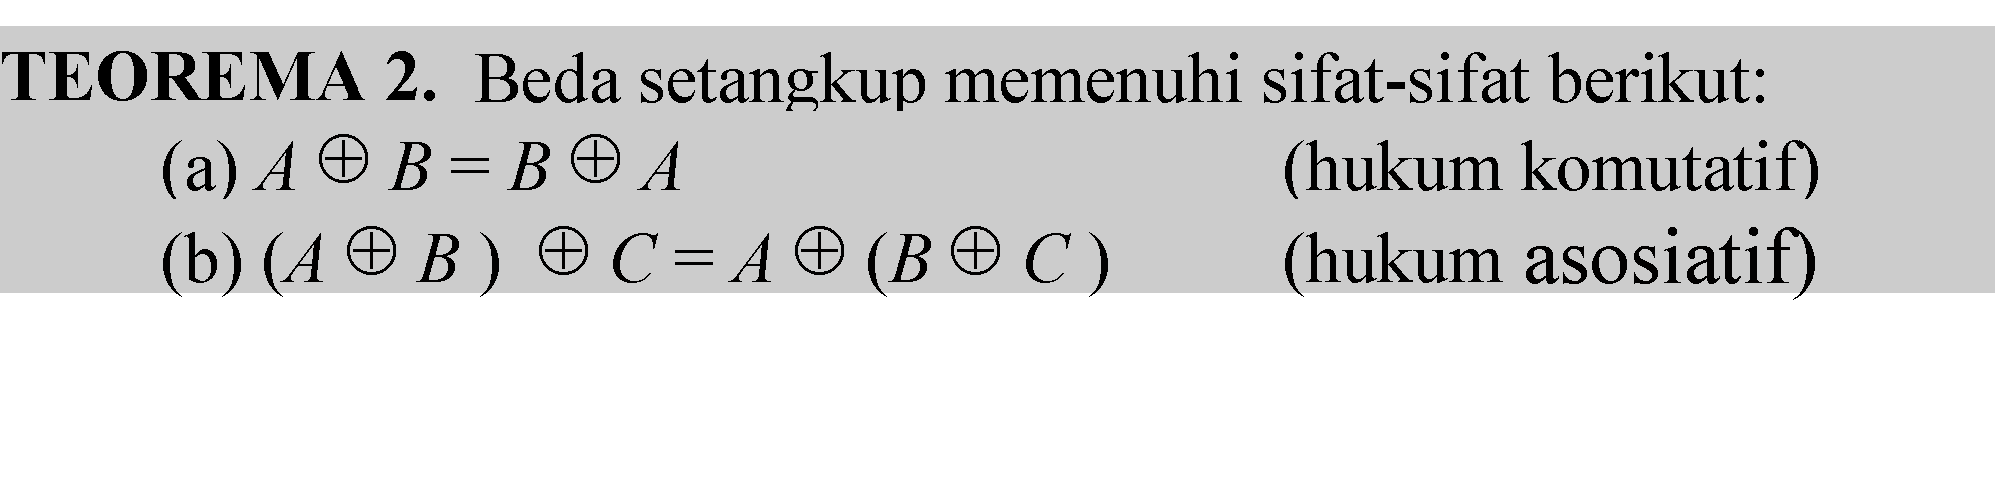 TEOREMA 2. Beda setangkup memenuhi sifat-sifat berikut:
(a) A ⊕ B = B ⊕ A (hukum komutatif)
(b) (A ⊕ B ) ⊕ C = A ⊕ (B ⊕ C ) (hukum asosiatif)